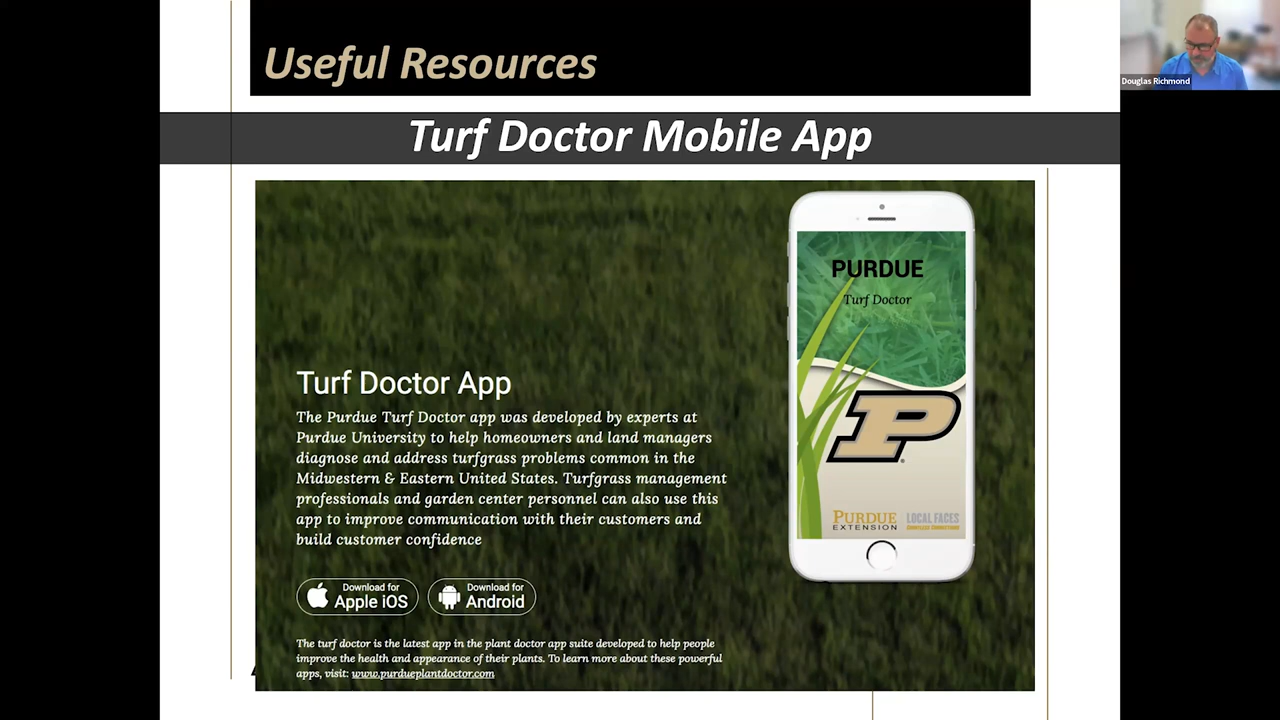 Useful Resources
Douglas Richmond
Turf Doctor Mobile App
PURDUE
Turf Doctor
Turf Doctor App
The Purdue Turf Doctor app was developed by experts at
Purdue University to help homeowners and land managers
diagnose and address turfgrass problems common in the
Midwestern & Eastern United States. Turfgrass management
professionals and garden center personnel can also use this
app to improve communication with their customers and
build customer confidence
P
PURDUE
EXTENSION
LOCAL FACES
Download for
Apple iOS
Download for
Android
The turf doctor is the latest app in the plant doctor app suite developed to help people
improve the health and appearance of their plants. To learn more about these powerful
apps, visit: www.purdueplantdoctor.com